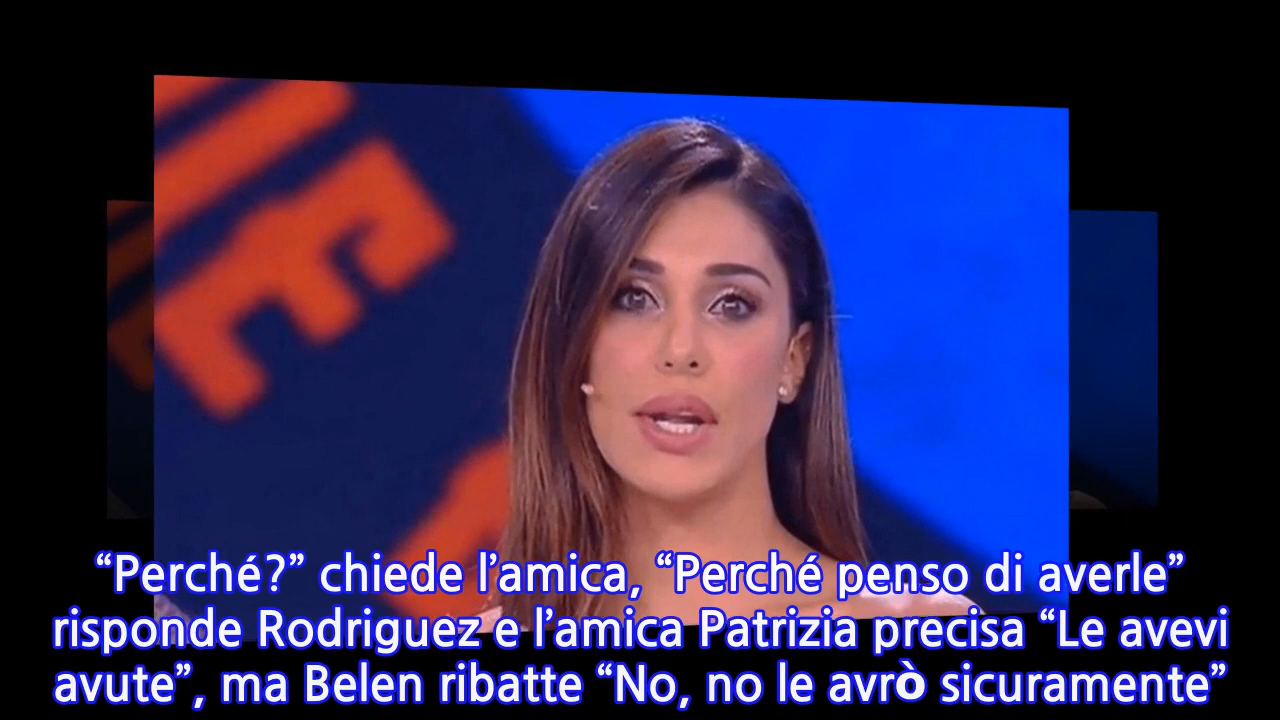 “Perché?” chiede l’amica, “Perché penso di averle”
risponde Rodriguez e l’amica Patrizia precisa “Le avevi
avute”, ma Belen ribatte “No, no le avrò sicuramente”